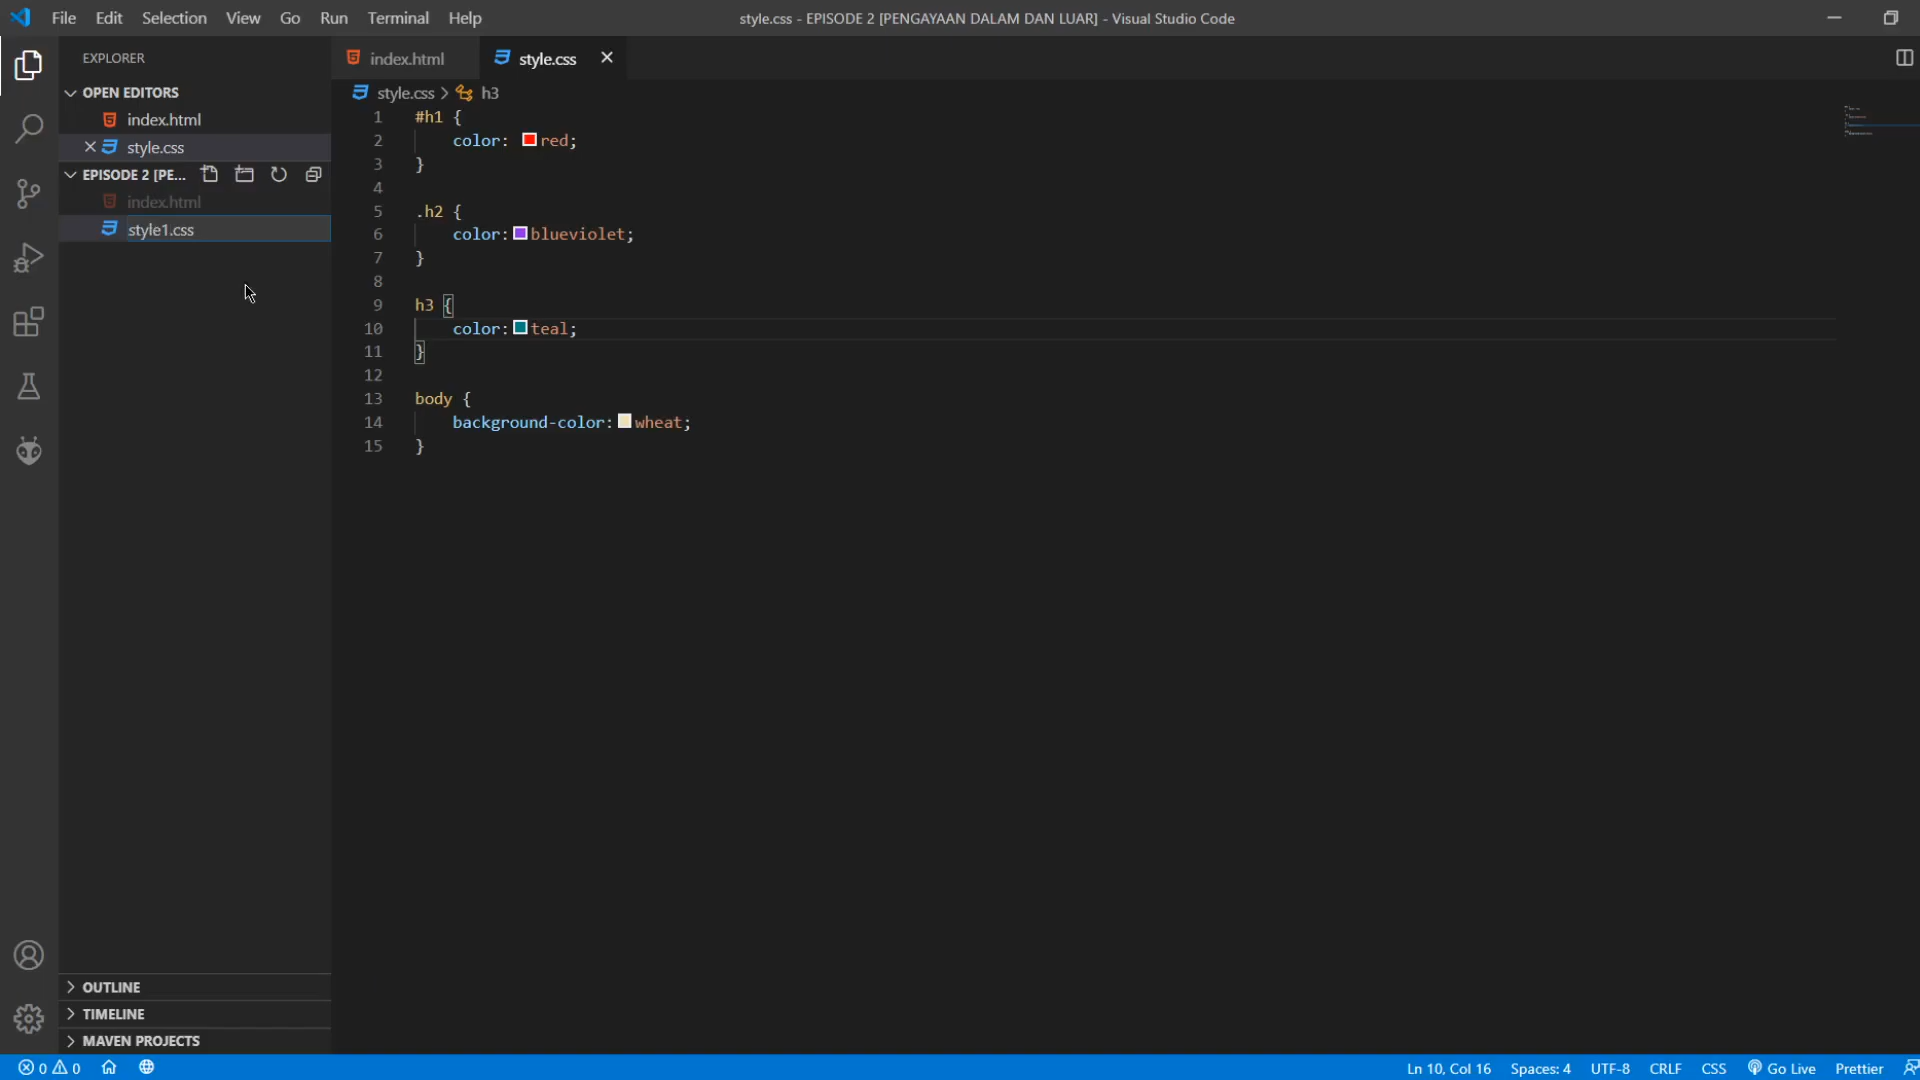 File Edit Selection View Go Run Terminal Help
style.css - EPISODE 2 [PENGAYAAN DALAM DAN LUAR] - Visual Studio Code
EXPLORER
OPEN EDITORS
index.html
style.css
EPISODE 2 [PE...
index.html
style1.css
OUTLINE
TIMELINE
MAVEN PROJECTS
index.html style.css
style.css > h3
1 #h1 {
2 color: red;
3 }
4
5 .h2 {
6 color: blueviolet;
7 }
8
9 h3 {
10 color: teal;
11 }
12
13 body {
14 background-color: wheat;
15 }
0 0
Ln 10, Col 16 Spaces: 4 UTF-8 CRLF CSS Go Live Prettier